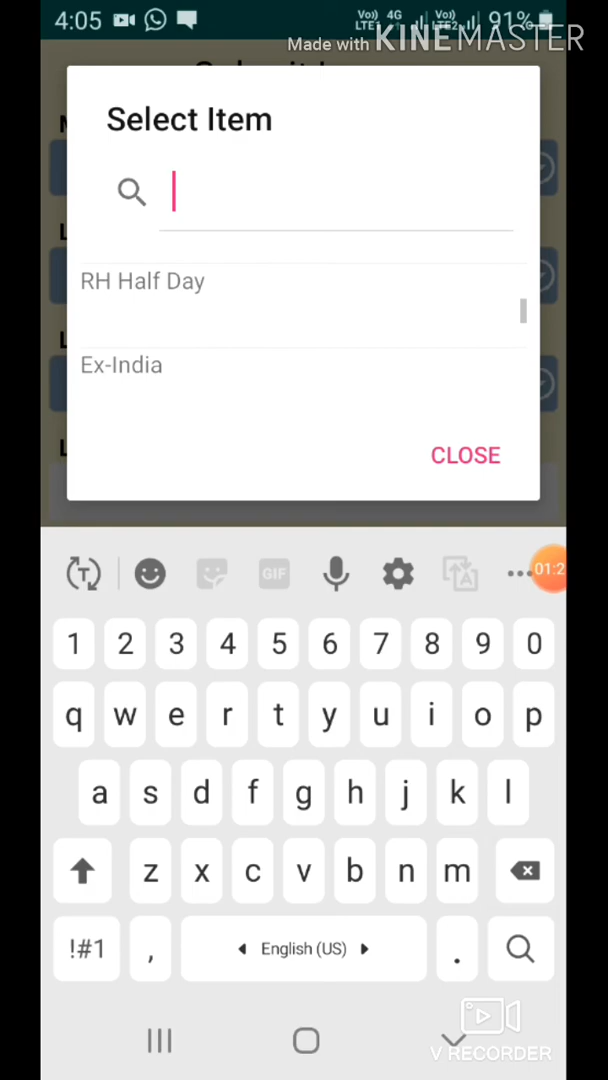 4:05 Vo)) LTE1 4G Vo)) LTE2 91%
Made with KINEMASTER
Select Item
RH Half Day
Ex-India
CLOSE
T GIF 01:2
1 2 3 4 5 6 7 8 9 0
q w e r t y u i o p
a s d f g h j k l
z x c v b n m
!#1 , English (US) .
V RECORDER